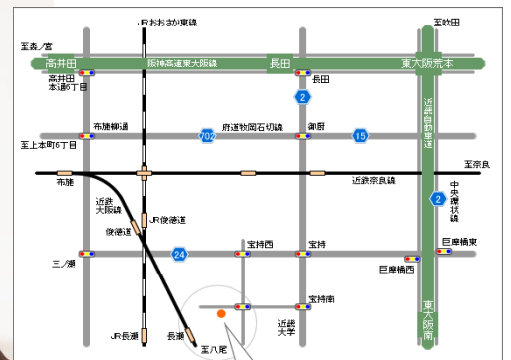 JRおおさか東線
至吹田
至森ノ宮
高井田
阪神高速東大阪線
長田
東大阪荒本
高井田
本通6丁目
長田
2
近畿自動車道
布施柳通
702
府道牧岡石切線
御厨
15
至上本町6丁目
至奈良
布施
近鉄奈良線
近鉄
大阪線
2
中央環状線
JR俊徳道
俊徳道
宝持西
宝持
巨摩橋東
24
三ノ瀬
巨摩橋西
宝持南
近畿
大学
東大阪南
JR長瀬
長瀬
至八尾